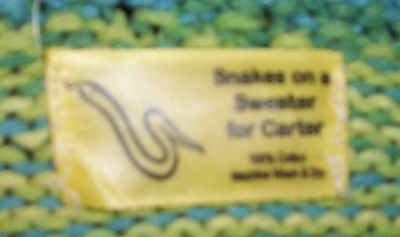 Snakes on a
Sweater
for Carter
100% Cotton
Machine Wash & Dry